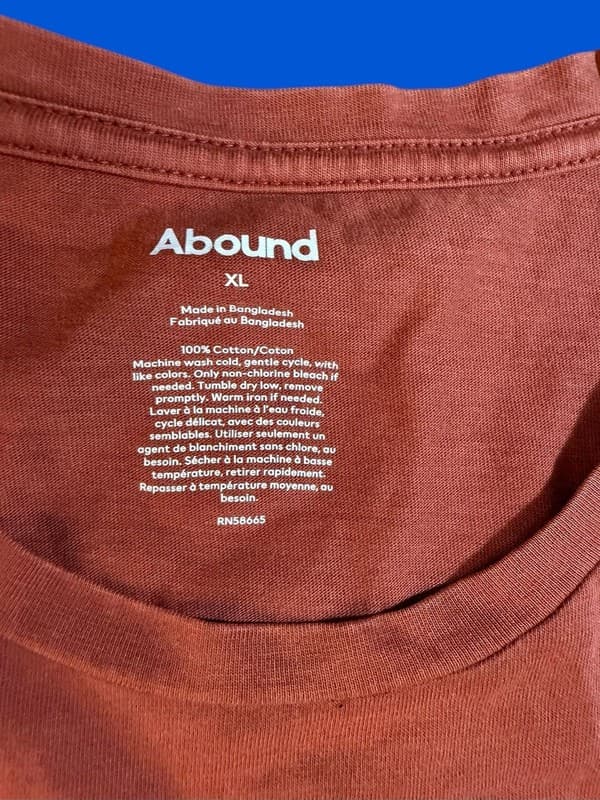 Abound
XL
Made in Bangladesh
Fabriqué au Bangladesh
100% Cotton/Coton
Machine wash cold, gentle cycle, with
like colors. Only non-chlorine bleach if
needed. Tumble dry low, remove
promptly. Warm iron if needed.
Laver à la machine à l'eau froide,
cycle délicat, avec des couleurs
semblables. Utiliser seulement un
agent de blanchiment sans chlore, au
besoin. Sécher à la machine à basse
température, retirer rapidement.
Repasser à température moyenne, au
besoin.
RN58665